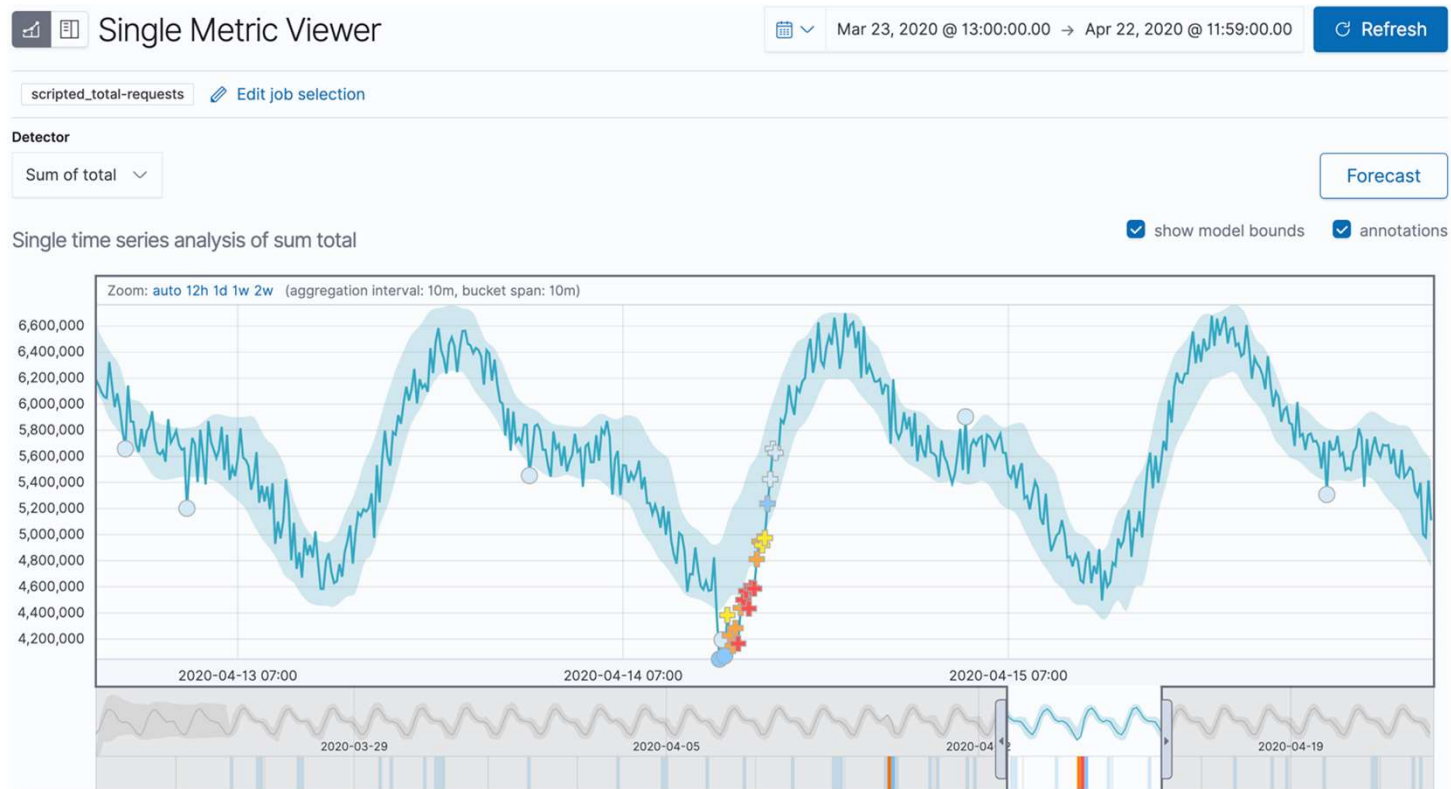 Single Metric Viewer
Mar 23, 2020 @ 13:00:00.00 → Apr 22, 2020 @ 11:59:00.00
Refresh
scripted_total-requests
Edit job selection
Detector
Sum of total
Forecast
Single time series analysis of sum total
show model bounds
annotations
Zoom: auto 12h 1d 1w 2w (aggregation interval: 10m, bucket span: 10m)
6,600,000
6,400,000
6,200,000
6,000,000
5,800,000
5,600,000
5,400,000
5,200,000
5,000,000
4,800,000
4,600,000
4,400,000
4,200,000
2020-04-13 07:00
2020-04-14 07:00
2020-04-15 07:00
2020-03-29
2020-04-05
2020-04
2020-04-19